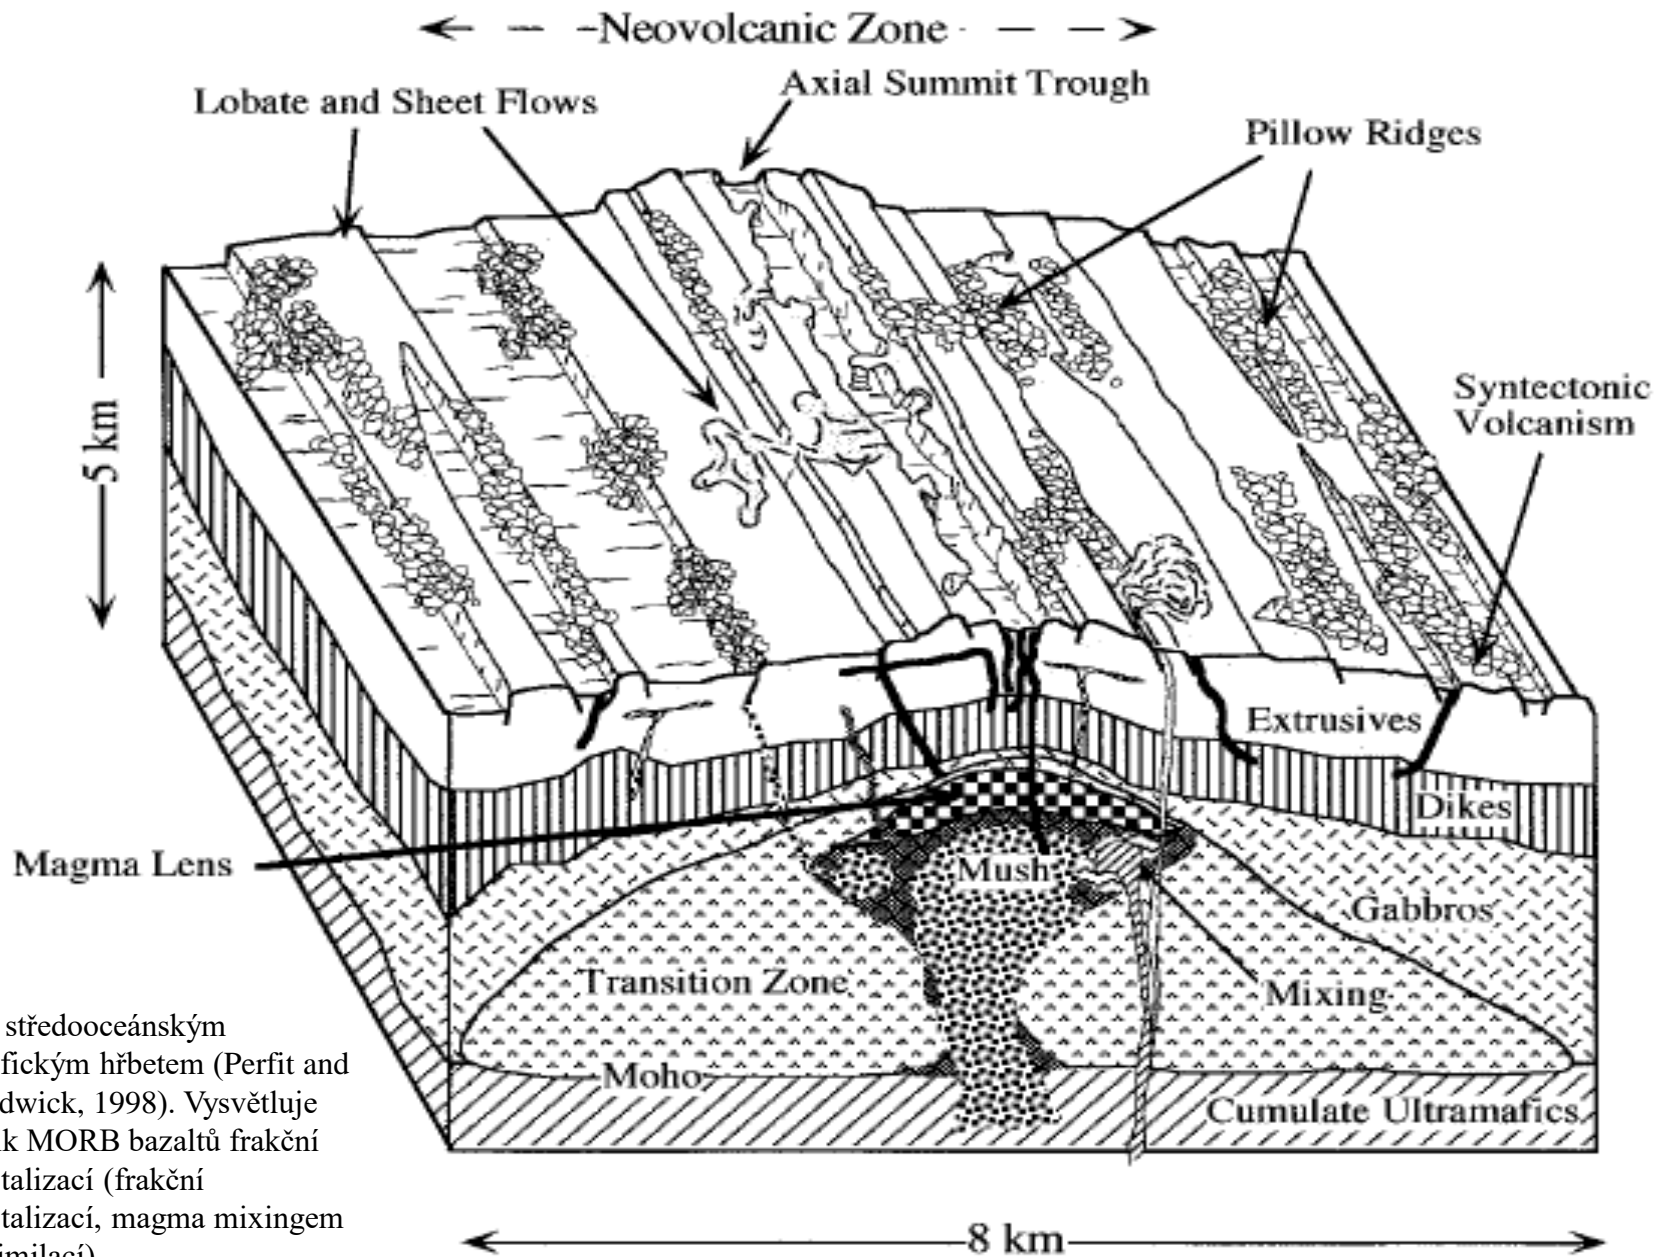 Neovolcanic Zone
Axial Summit Trough
Lobate and Sheet Flows
Pillow Ridges
Syntectonic
Volcanism
5 km
Extrusives
Dikes
Magma Lens
Mush
Gabbros
Transition Zone
Mixing
Moho
Cumulate Ultramafics
středooceánským
fickým hřbetem (Perfit and
dwick, 1998). Vysvětluje
k MORB bazaltů frakční
talizací (frakční
talizací, magma mixingem
imilací)
8 km